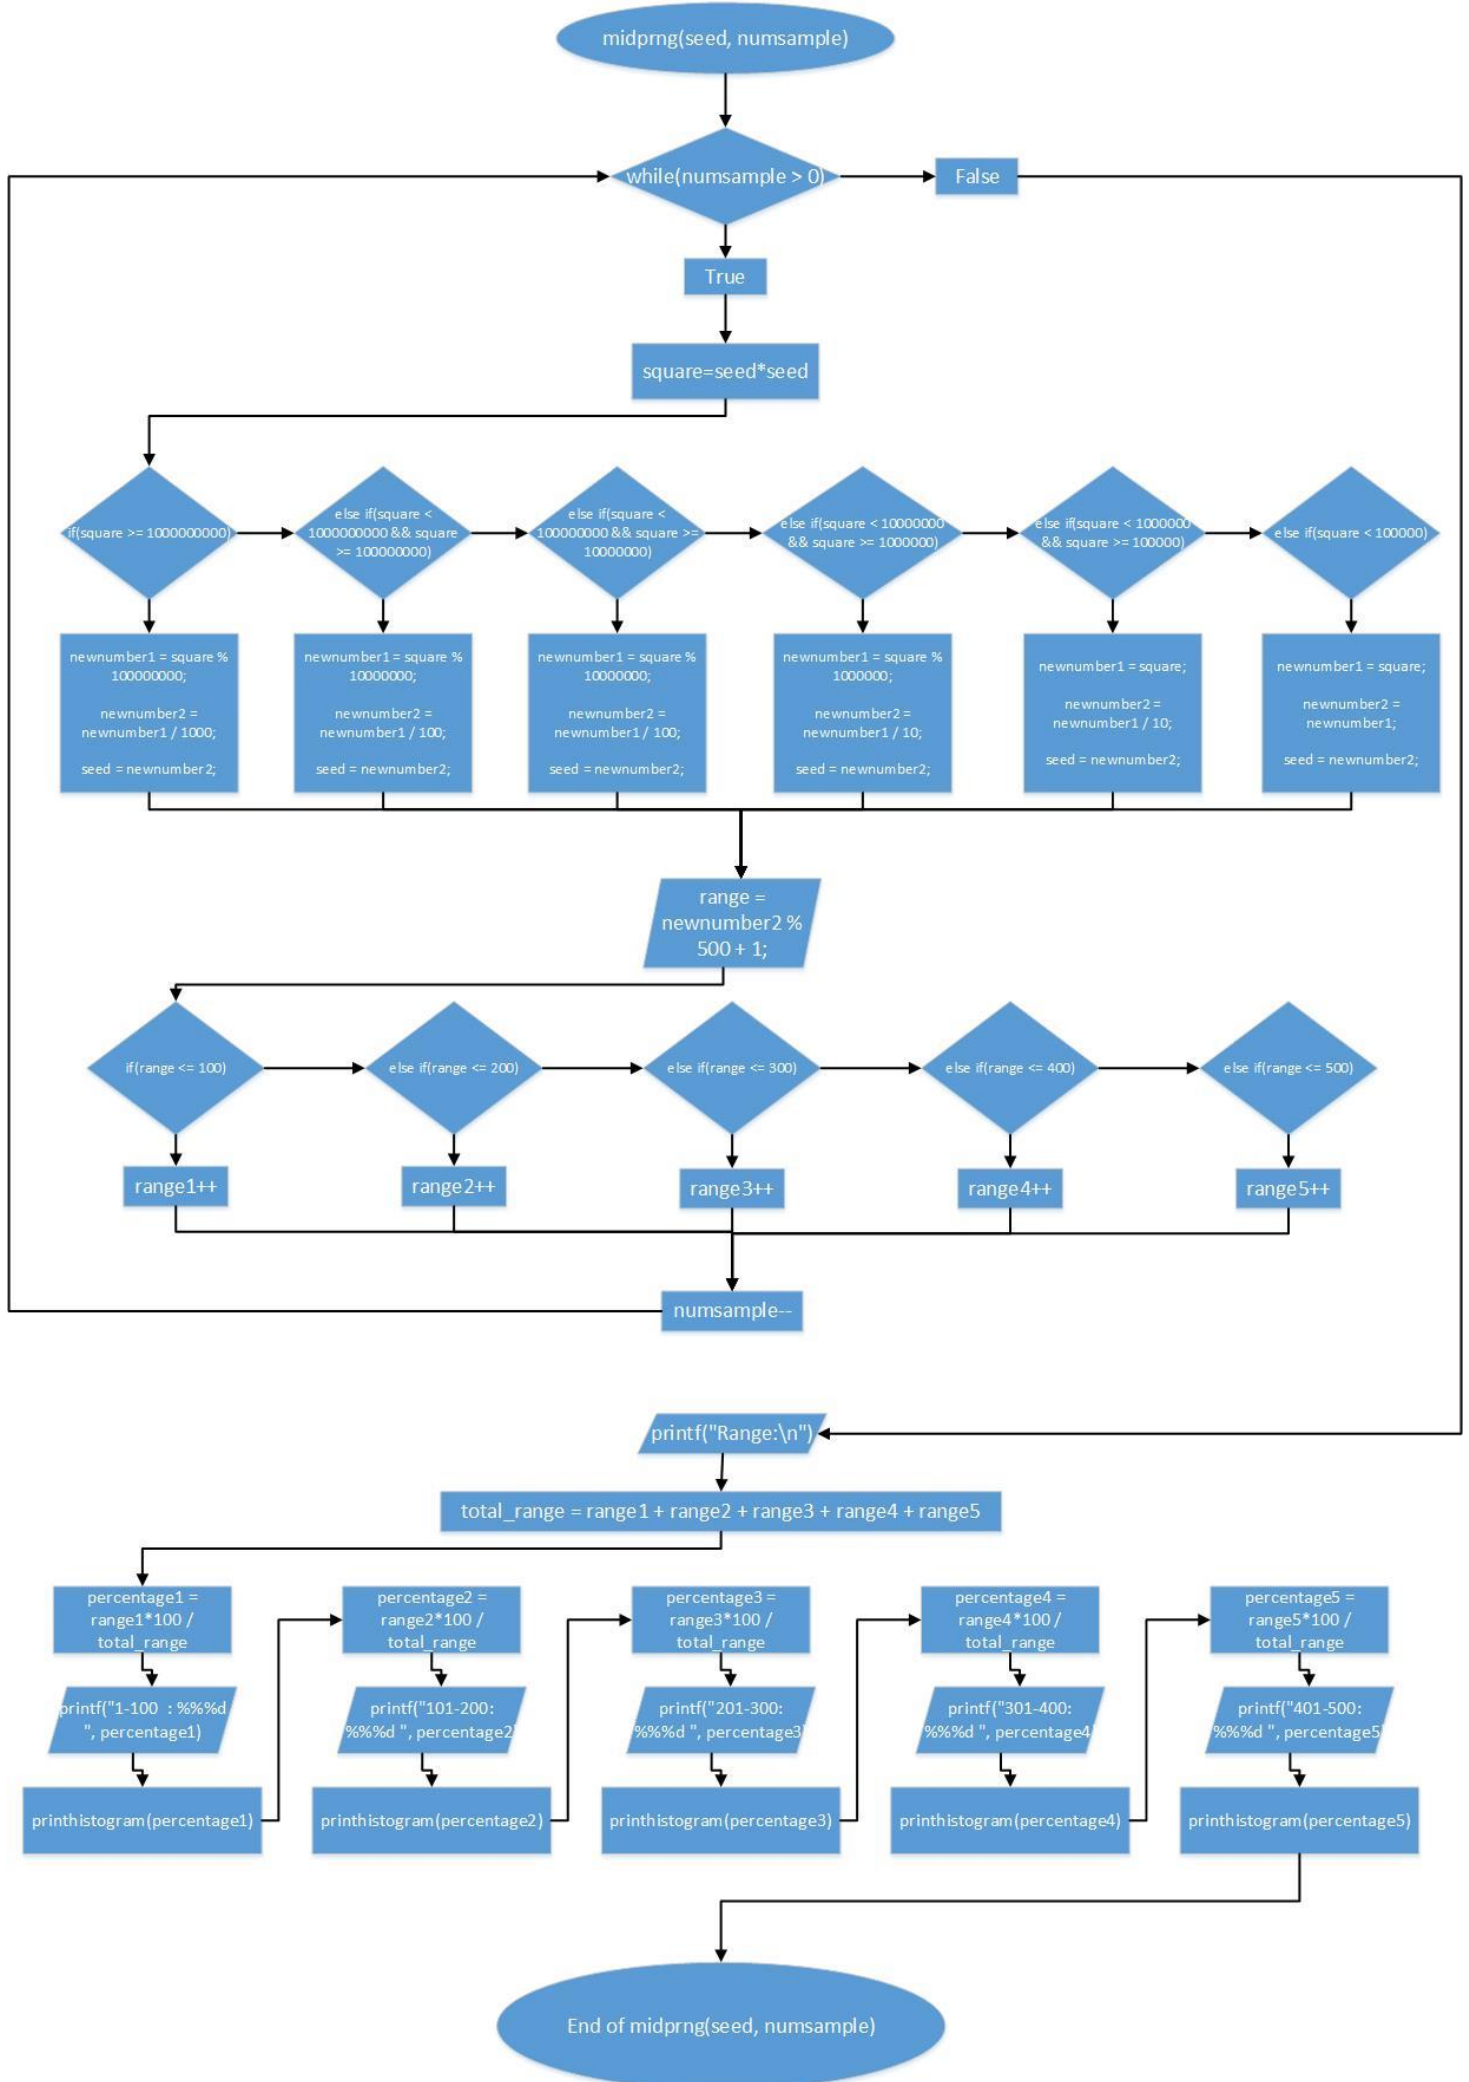 midprng(seed, numsample)
while(numsample > 0)
False
True
square=seed*seed
if(square >= 1000000000)
else if(square <
1000000000 && square
>= 100000000)
else if(square <
100000000 && square >=
10000000)
else if(square < 10000000
&& square >= 1000000)
else if(square < 1000000
&& square >= 100000)
else if(square < 100000)
newnumber1 = square %
100000000;
newnumber2 =
newnumber1 / 1000;
seed = newnumber2;
newnumber1 = square %
10000000;
newnumber2 =
newnumber1 / 100;
seed = newnumber2;
newnumber1 = square %
10000000;
newnumber2 =
newnumber1 / 100;
seed = newnumber2;
newnumber1 = square %
1000000;
newnumber2 =
newnumber1 / 10;
seed = newnumber2;
newnumber1 = square;
newnumber2 =
newnumber1 / 10;
seed = newnumber2;
newnumber1 = square;
newnumber2 =
newnumber1;
seed = newnumber2;
range =
newnumber2 %
500 + 1;
if(range <= 100)
else if(range <= 200)
else if(range <= 300)
else if(range <= 400)
else if(range <= 500)
range1++
range2++
range3++
range4++
range5++
numsample--
printf("Range:\n")
total_range = range1 + range2 + range3 + range4 + range5
percentage1 =
range1*100 /
total_range
percentage2 =
range2*100 /
total_range
percentage3 =
range3*100 /
total_range
percentage4 =
range4*100 /
total_range
percentage5 =
range5*100 /
total_range
printf("1-100  : %%%d
", percentage1)
printf("101-200:
%%%d ", percentage2)
printf("201-300:
%%%d ", percentage3)
printf("301-400:
%%%d ", percentage4)
printf("401-500:
%%%d ", percentage5)
printhistogram(percentage1)
printhistogram(percentage2)
printhistogram(percentage3)
printhistogram(percentage4)
printhistogram(percentage5)
End of midprng(seed, numsample)